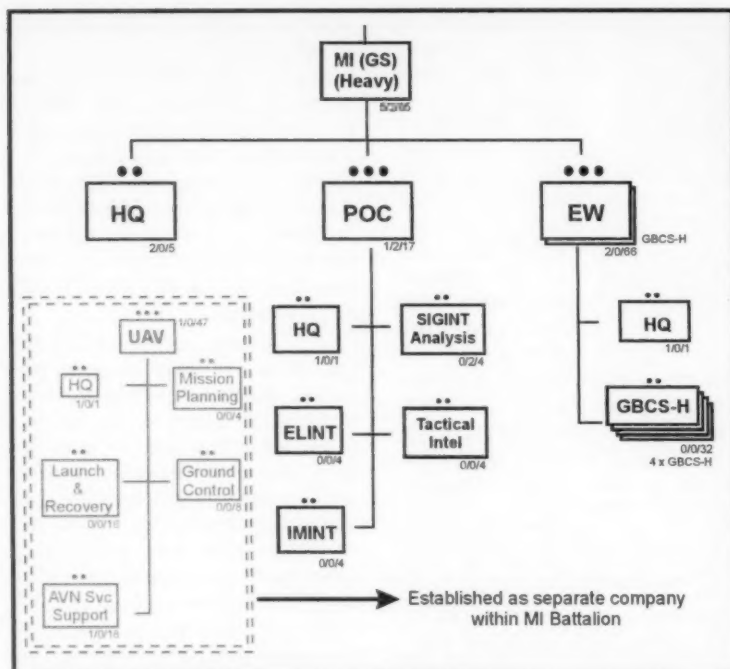 MI (GS)
(Heavy)
5/2/85
HQ
2/0/5
POC
1/2/17
EW
GBCS-H
2/0/66
UAV
1/0/47
HQ
1/0/1
Mission
Planning
0/0/4
Launch
&
Recovery
0/0/16
Ground
Control
0/0/8
AVN Svc
Support
1/0/18
HQ
1/0/1
SIGINT
Analysis
0/2/4
ELINT
0/0/4
Tactical
Intel
0/0/4
IMINT
0/0/4
HQ
1/0/1
GBCS-H
0/0/32
4 x GBCS-H
Established as separate company
within MI Battalion